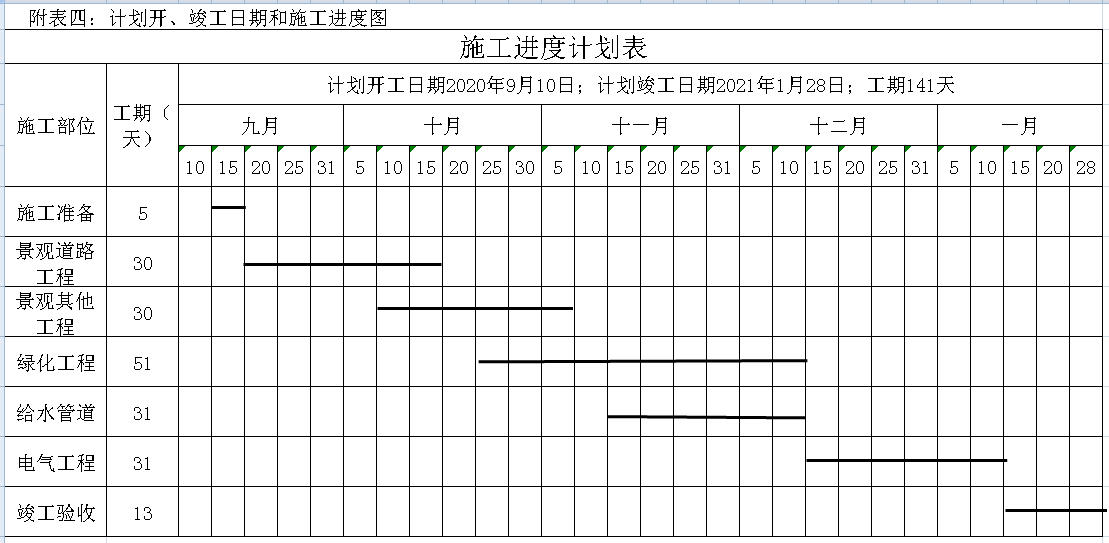 附表四：计划开、竣工日期和施工进度图
施工进度计划表
施工部位
工期（
天）
计划开工日期2020年9月10日；计划竣工日期2021年1月28日；工期141天
九月 十月 十一月 十二月 一月
10 15 20 25 31 5 10 15 20 25 30 5 10 15 20 25 31 5 10 15 20 25 31 5 10 15 20 28
施工准备 5
景观道路
工程
30
景观其他
工程
30
绿化工程 51
给水管道 31
电气工程 31
竣工验收 13